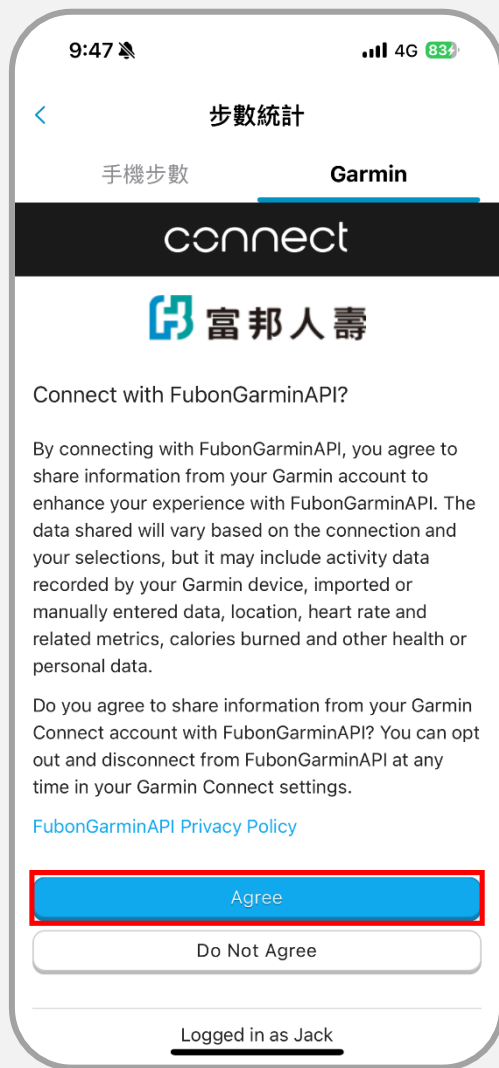 9:47
4G 83
步數統計
手機步數 Garmin
connect
富邦人壽
Connect with FubonGarminAPI?
By connecting with FubonGarminAPI, you agree to
share information from your Garmin account to
enhance your experience with FubonGarminAPI. The
data shared will vary based on the connection and
your selections, but it may include activity data
recorded by your Garmin device, imported or
manually entered data, location, heart rate and
related metrics, calories burned and other health or
personal data.
Do you agree to share information from your Garmin
Connect account with FubonGarminAPI? You can opt
out and disconnect from FubonGarminAPI at any
time in your Garmin Connect settings.
FubonGarminAPI Privacy Policy
Agree
Do Not Agree
Logged in as Jack